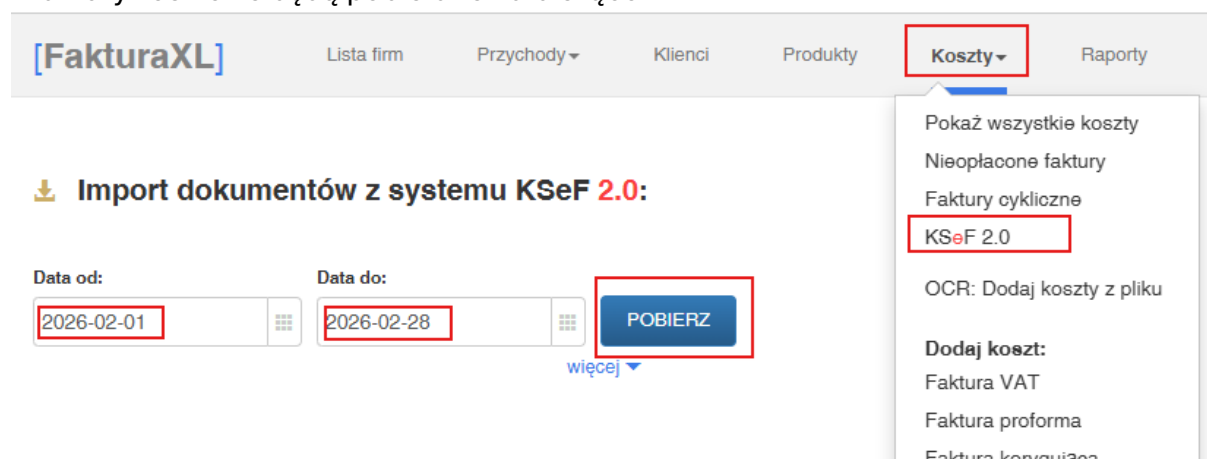 [FakturaXL]
Lista firm
Przychody
Klienci
Produkty
Koszty
Raporty
Pokaż wszystkie koszty
Nieopłacone faktury
Faktury cykliczne
KSeF 2.0
OCR: Dodaj koszty z pliku
Dodaj koszt:
Faktura VAT
Faktura proforma
Faktura korygująca
Import dokumentów z systemu KSeF 2.0:
Data od:
Data do:
2026-02-01
2026-02-28
POBIERZ
więcej